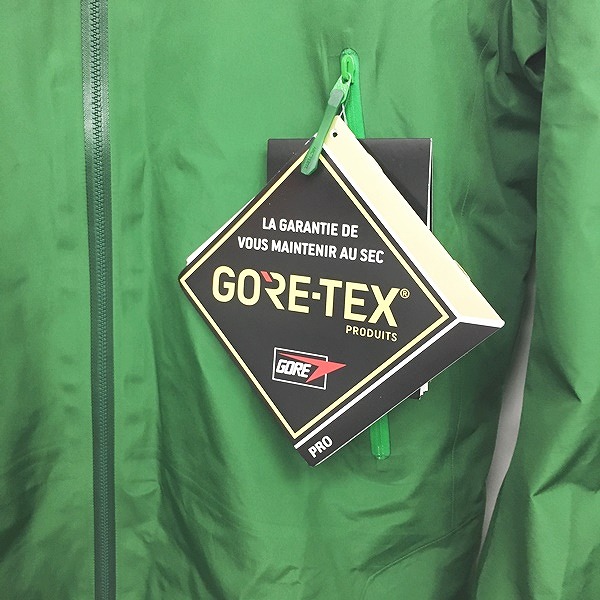 LA GARANTIE DE
VOUS MAINTENIR AU SEC
GORE-TEX®
PRODUITS
GORE
PRO